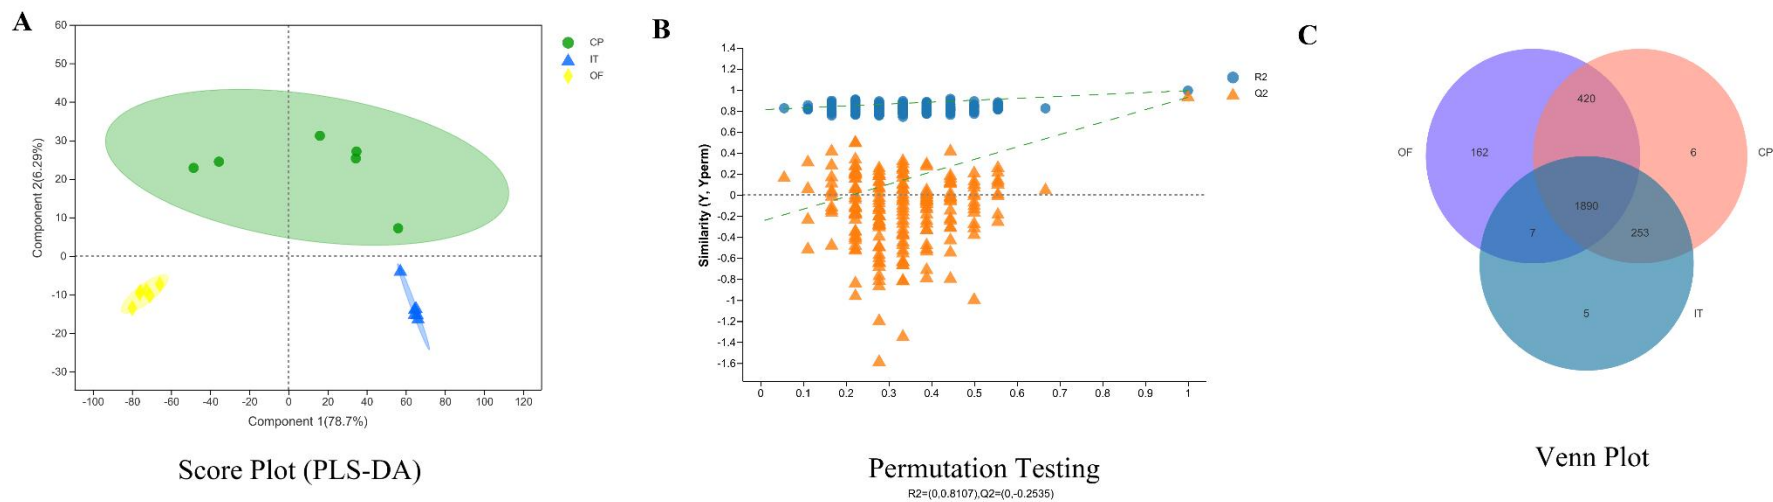 A
60
50
40
30
20
10
0
-10
-20
-30
Component 2(6.29%)
-100 -80 -60 -40 -20 0 20 40 60 80 100 120
Component 1(78.7%)
CP
IT
OF
Score Plot (PLS-DA)
B
1.4
1.2
1
0.8
0.6
0.4
0.2
0
-0.2
-0.4
-0.6
-0.8
-1
-1.2
-1.4
-1.6
Similarity (Y, Yperm)
0 0.1 0.2 0.3 0.4 0.5 0.6 0.7 0.8 0.9 1
R2
Q2
Permutation Testing
R2=(0,0.8107),Q2=(0,-0.2535)
C
420
OF 162 6 CP
1890
7 253
5 IT
Venn Plot